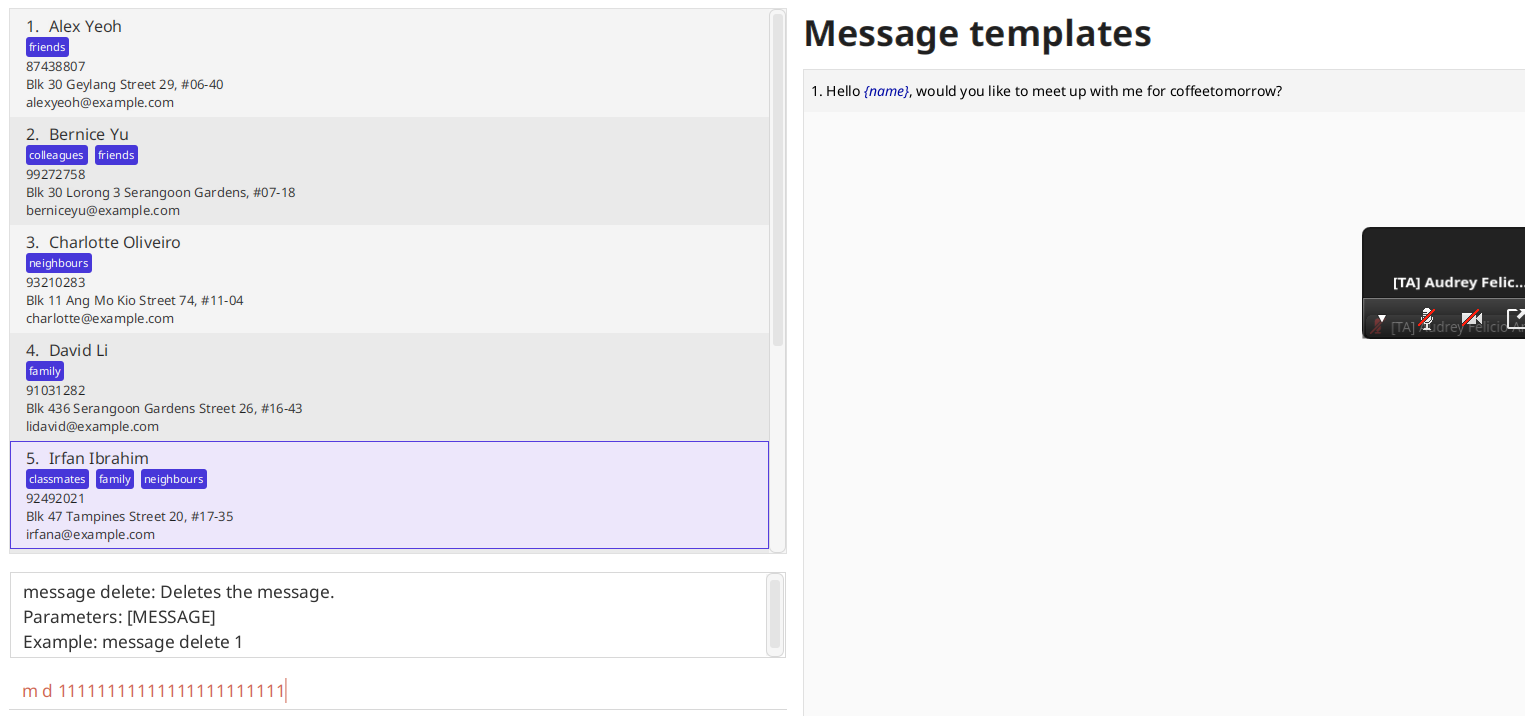 1. Alex Yeoh
friends
87438807
Blk 30 Geylang Street 29, #06-40
alexyeoh@example.com
2. Bernice Yu
colleagues friends
99272758
Blk 30 Lorong 3 Serangoon Gardens, #07-18
berniceyu@example.com
3. Charlotte Oliveiro
neighbours
93210283
Blk 11 Ang Mo Kio Street 74, #11-04
charlotte@example.com
4. David Li
family
91031282
Blk 436 Serangoon Gardens Street 26, #16-43
lidavid@example.com
5. Irfan Ibrahim
classmates family neighbours
92492021
Blk 47 Tampines Street 20, #17-35
irfana@example.com
message delete: Deletes the message.
Parameters: [MESSAGE]
Example: message delete 1
m d 11111111111111111111111111
Message templates
1. Hello {name}, would you like to meet up with me for coffeetomorrow?
[TA] Audrey Felic...
[TA] Audrey Felicio